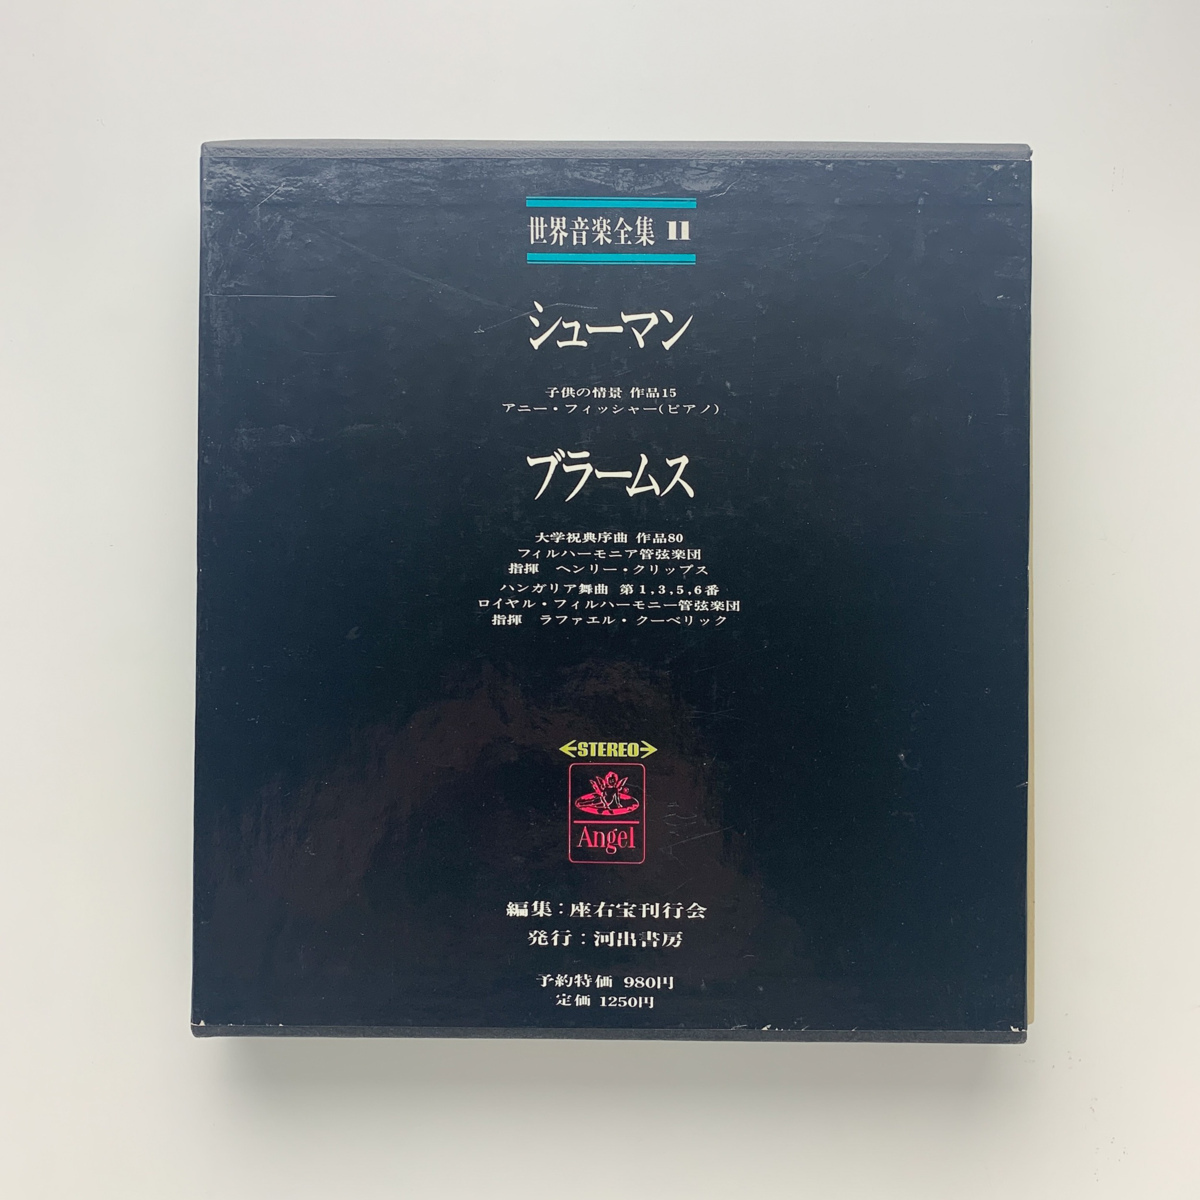 世界音楽全集 11
シューマン
子供の情景 作品15
アニー・フィッシャー(ピアノ)
ブラームス
大学祝典序曲 作品80
フィルハーモニア管弦楽団
指揮 ヘンリー・クリップス
ハンガリア舞曲 第1,3,5,6番
ロイヤル・フィルハーモニー管弦楽団
指揮 ラファエル・クーベリック
STEREO
Angel
編集：座右宝刊行会
発行：河出書房
予約特価 980円
定価 1250円